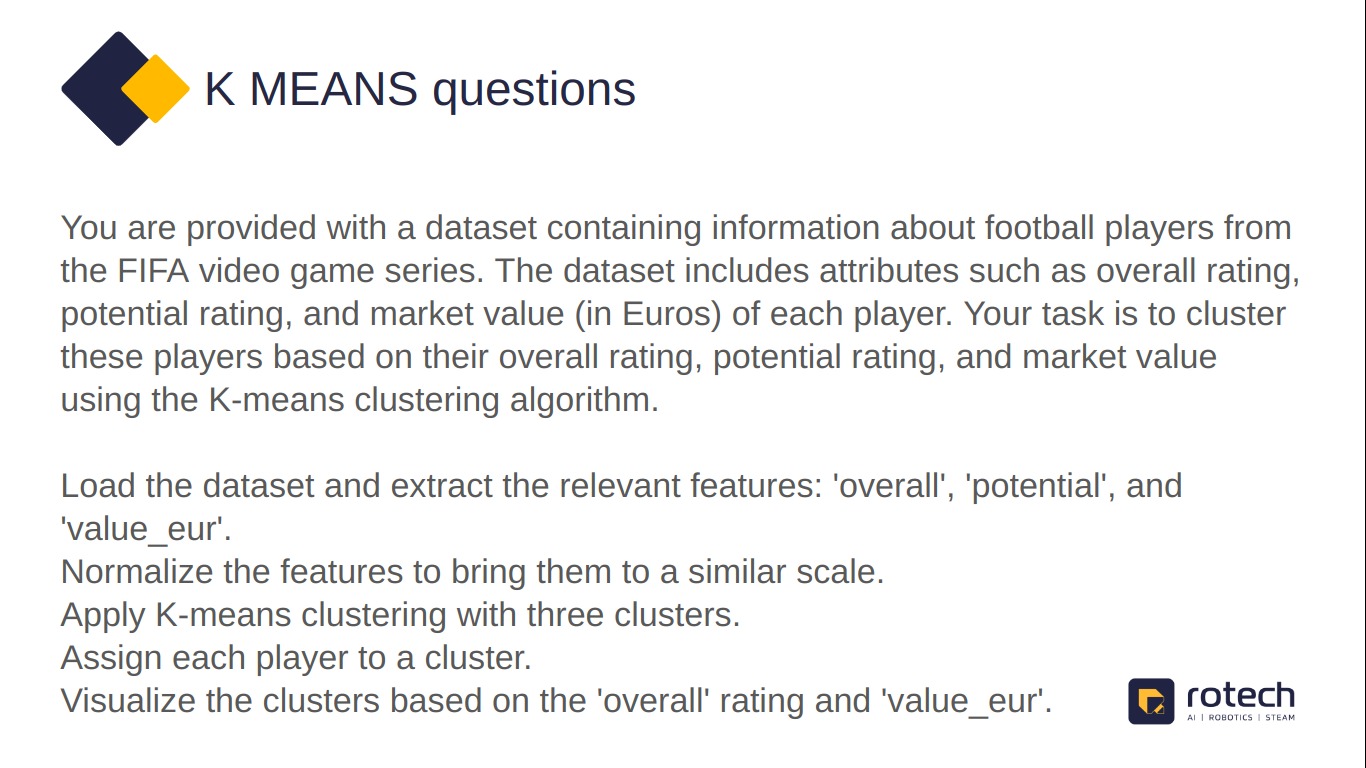 K MEANS questions
You are provided with a dataset containing information about football players from
the FIFA video game series. The dataset includes attributes such as overall rating,
potential rating, and market value (in Euros) of each player. Your task is to cluster
these players based on their overall rating, potential rating, and market value
using the K-means clustering algorithm.
Load the dataset and extract the relevant features: 'overall', 'potential', and
'value_eur'.
Normalize the features to bring them to a similar scale.
Apply K-means clustering with three clusters.
Assign each player to a cluster.
Visualize the clusters based on the 'overall' rating and 'value_eur'.
rotech
AI | ROBOTICS | STEAM